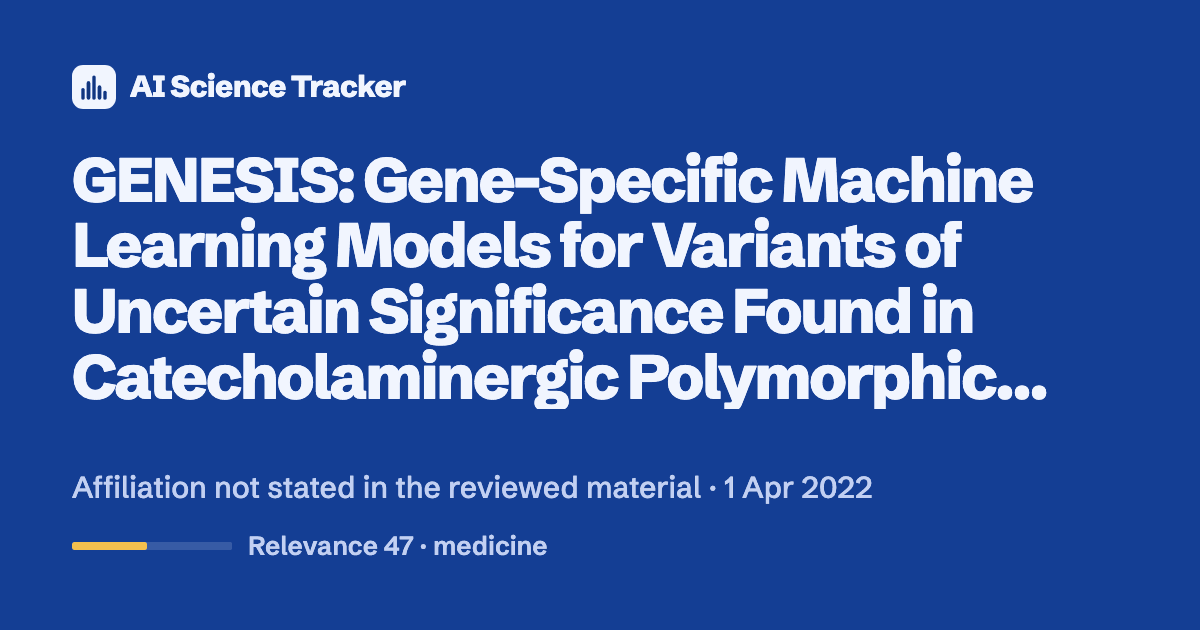 AI Science Tracker
GENESIS: Gene-Specific Machine
Learning Models for Variants of
Uncertain Significance Found in
Catecholaminergic Polymorphic...
Affiliation not stated in the reviewed material · 1 Apr 2022
Relevance 47 · medicine